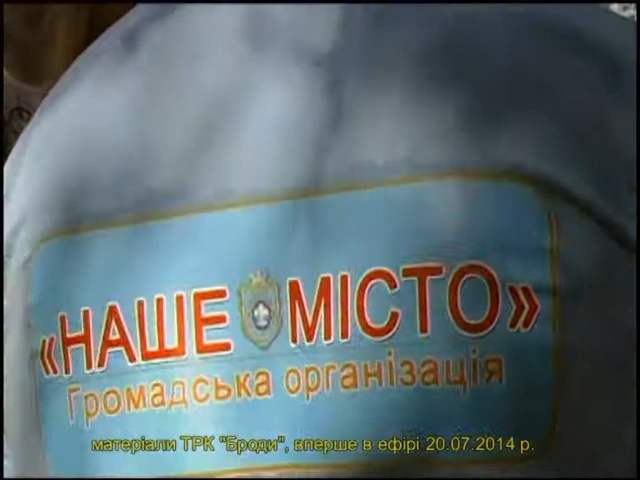 «НАШЕ МІСТО»
Громадська організація
матеріали ТРК "Броди", вперше в ефірі 20.07.2014 р.